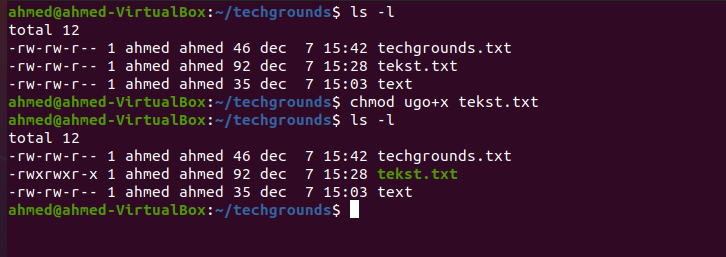 ahmed@ahmed-VirtualBox:~/techgrounds$ ls -l
total 12
-rw-rw-r-- 1 ahmed ahmed 46 dec  7 15:42 techgrounds.txt
-rw-rw-r-- 1 ahmed ahmed 92 dec  7 15:28 tekst.txt
-rw-rw-r-- 1 ahmed ahmed 35 dec  7 15:03 text
ahmed@ahmed-VirtualBox:~/techgrounds$ chmod ugo+x tekst.txt
ahmed@ahmed-VirtualBox:~/techgrounds$ ls -l
total 12
-rw-rw-r-- 1 ahmed ahmed 46 dec  7 15:42 techgrounds.txt
-rwxrwxr-x 1 ahmed ahmed 92 dec  7 15:28 tekst.txt
-rw-rw-r-- 1 ahmed ahmed 35 dec  7 15:03 text
ahmed@ahmed-VirtualBox:~/techgrounds$